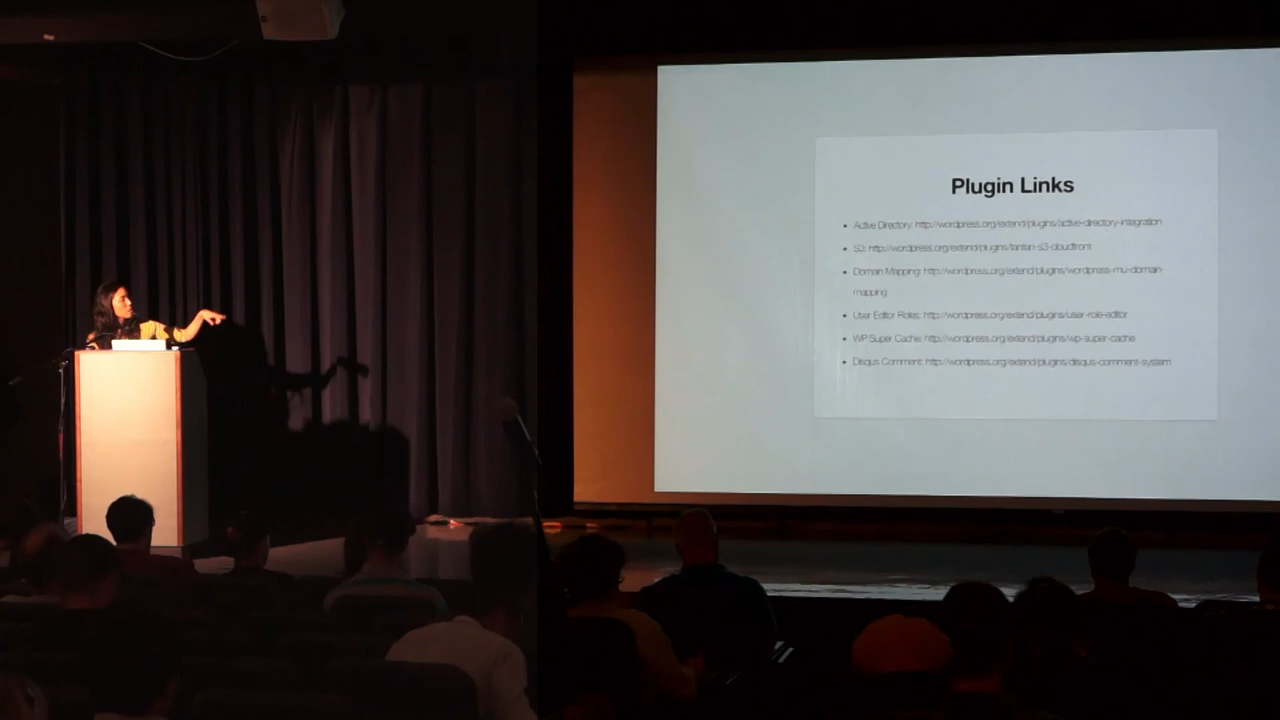 Plugin Links
• Active Directory: http://wordpress.org/extend/plugins/active-directory-integration
• S3: http://wordpress.org/extend/plugins/tantan-s3-cloudfront
• Domain Mapping: http://wordpress.org/extend/plugins/wordpress-mu-domain-
mapping
• User Editor Roles: http://wordpress.org/extend/plugins/user-role-editor
• WP Super Cache: http://wordpress.org/extend/plugins/wp-super-cache
• Disqus Comment: http://wordpress.org/extend/plugins/disqus-comment-system